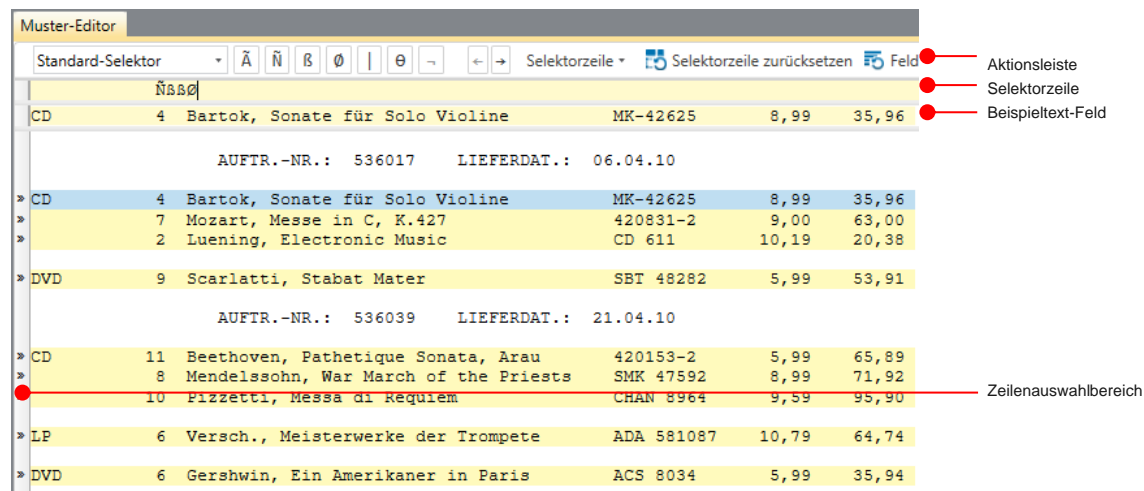 Muster-Editor
Standard-Selektor Ã Ñ ß Ø | ɵ ¬ ← → Selektorzeile Selektorzeile zurücksetzen Feld
Aktionsleiste
ÑßßØ
Selektorzeile
CD 4 Bartok, Sonate für Solo Violine MK-42625 8,99 35,96
Beispieltext-Feld
AUFTR.-NR.: 536017 LIEFERDAT.: 06.04.10
» CD 4 Bartok, Sonate für Solo Violine MK-42625 8,99 35,96
» 7 Mozart, Messe in C, K.427 420831-2 9,00 63,00
» 2 Luening, Electronic Music CD 611 10,19 20,38
» DVD 9 Scarlatti, Stabat Mater SBT 48282 5,99 53,91
AUFTR.-NR.: 536039 LIEFERDAT.: 21.04.10
» CD 11 Beethoven, Pathetique Sonata, Arau 420153-2 5,99 65,89
» 8 Mendelssohn, War March of the Priests SMK 47592 8,99 71,92
10 Pizzetti, Messa di Requiem CHAN 8964 9,59 95,90
Zeilenauswahlbereich
» LP 6 Versch., Meisterwerke der Trompete ADA 581087 10,79 64,74
» DVD 6 Gershwin, Ein Amerikaner in Paris ACS 8034 5,99 35,94